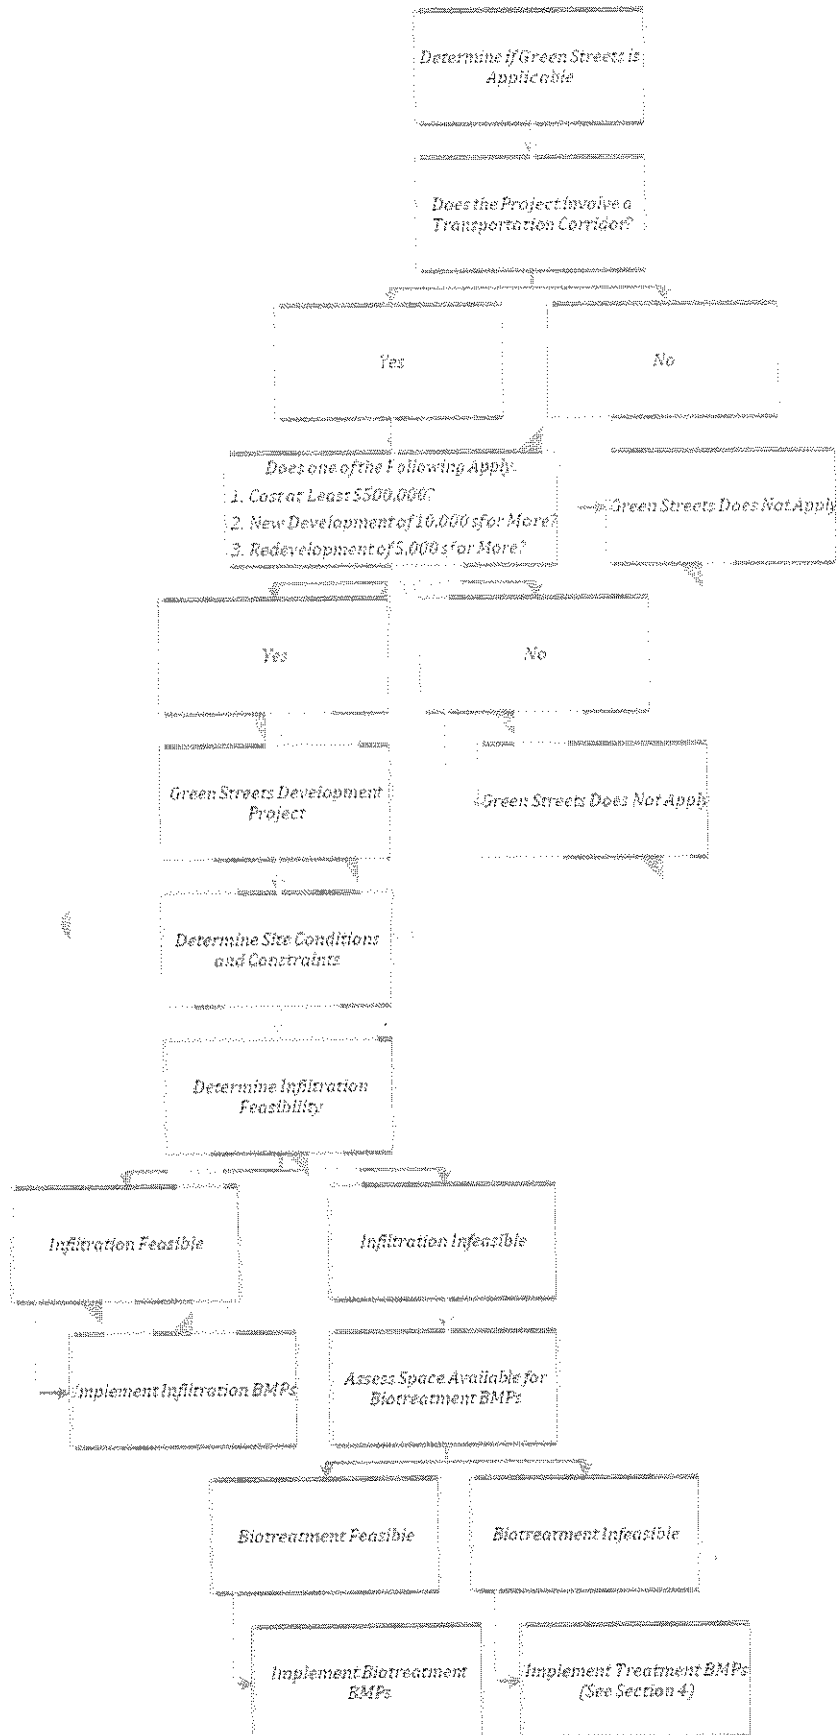 Determine if Green Streets is
Applicable
Does the Project Involve a
Transportation Corridor?
Yes
No
Does one of the Following Apply:
1. Cost at Least $500,000?
2. New Development of 10,000 sf or More?
3. Redevelopment of 5,000 sf or More?
Green Streets Does Not Apply
Yes
No
Green Streets Development
Project
Green Streets Does Not Apply
Determine Site Conditions
and Constraints
Determine Infiltration
Feasibility
Infiltration Feasible
Infiltration Infeasible
Implement Infiltration BMPs
Assess Space Available for
Biotreatment BMPs
Biotreatment Feasible
Biotreatment Infeasible
Implement Biotreatment
BMPs
Implement Treatment BMPs
(See Section 4)